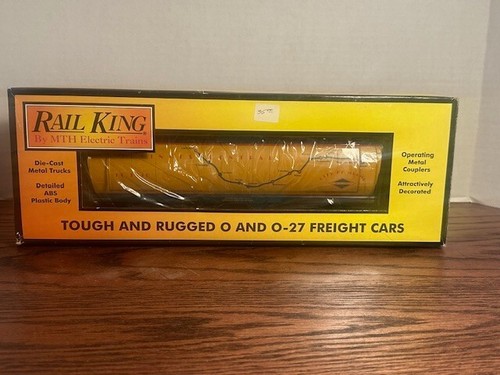 RAIL KING
By MTH Electric Trains
Die-Cast
Metal Trucks
Detailed
ABS
Plastic Body
Operating
Metal
Couplers
Attractively
Decorated
TOUGH AND RUGGED O AND O-27 FREIGHT CARS